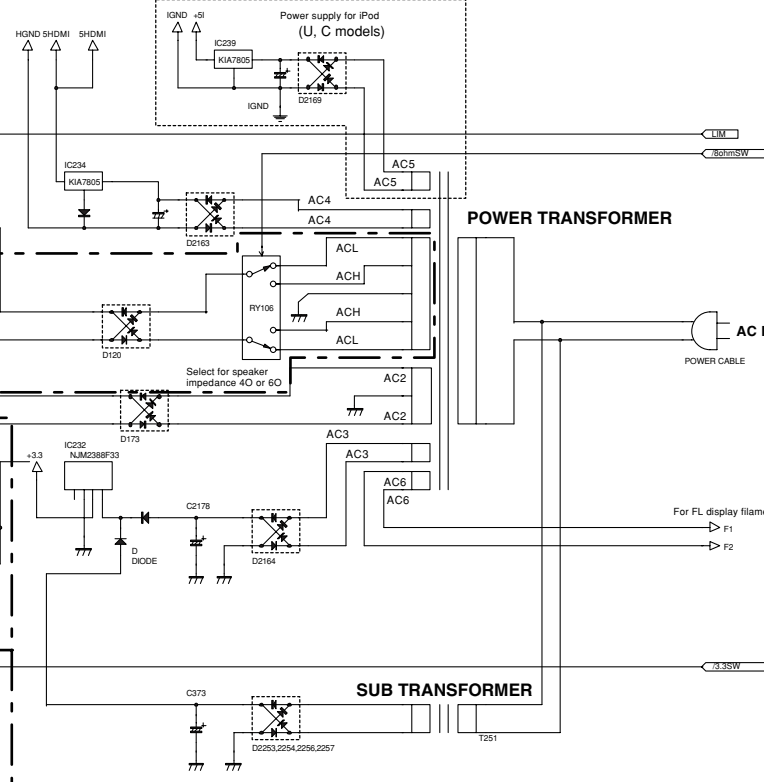 IGND +5I
Power supply for iPod
(U, C models)
HGND 5HDMI 5HDMI
IC239
KIA7805
IGND
D2169
LIM
/8ohmSW
IC234
KIA7805
AC5
AC5
AC4
AC4
D2163
POWER TRANSFORMER
ACL
ACH
RY106
ACH
ACL
D120
AC
POWER CABLE
Select for speaker
impedance 4O or 6O
AC2
AC2
D173
AC3
IC232
NJM2388F33
+3.3
AC3
AC6
AC6
C2178
For FL display
F1
F2
D
DIODE
D2164
/3.3SW
SUB TRANSFORMER
C373
D2253,2254,2256,2257
T251